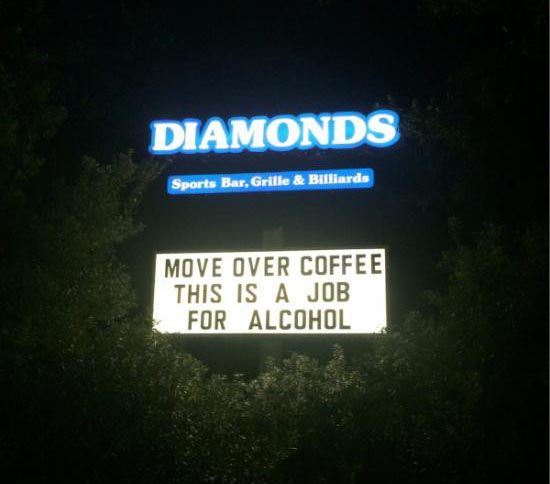 DIAMONDS
Sports Bar, Grille & Billiards
MOVE OVER COFFEE
THIS IS A JOB
FOR ALCOHOL